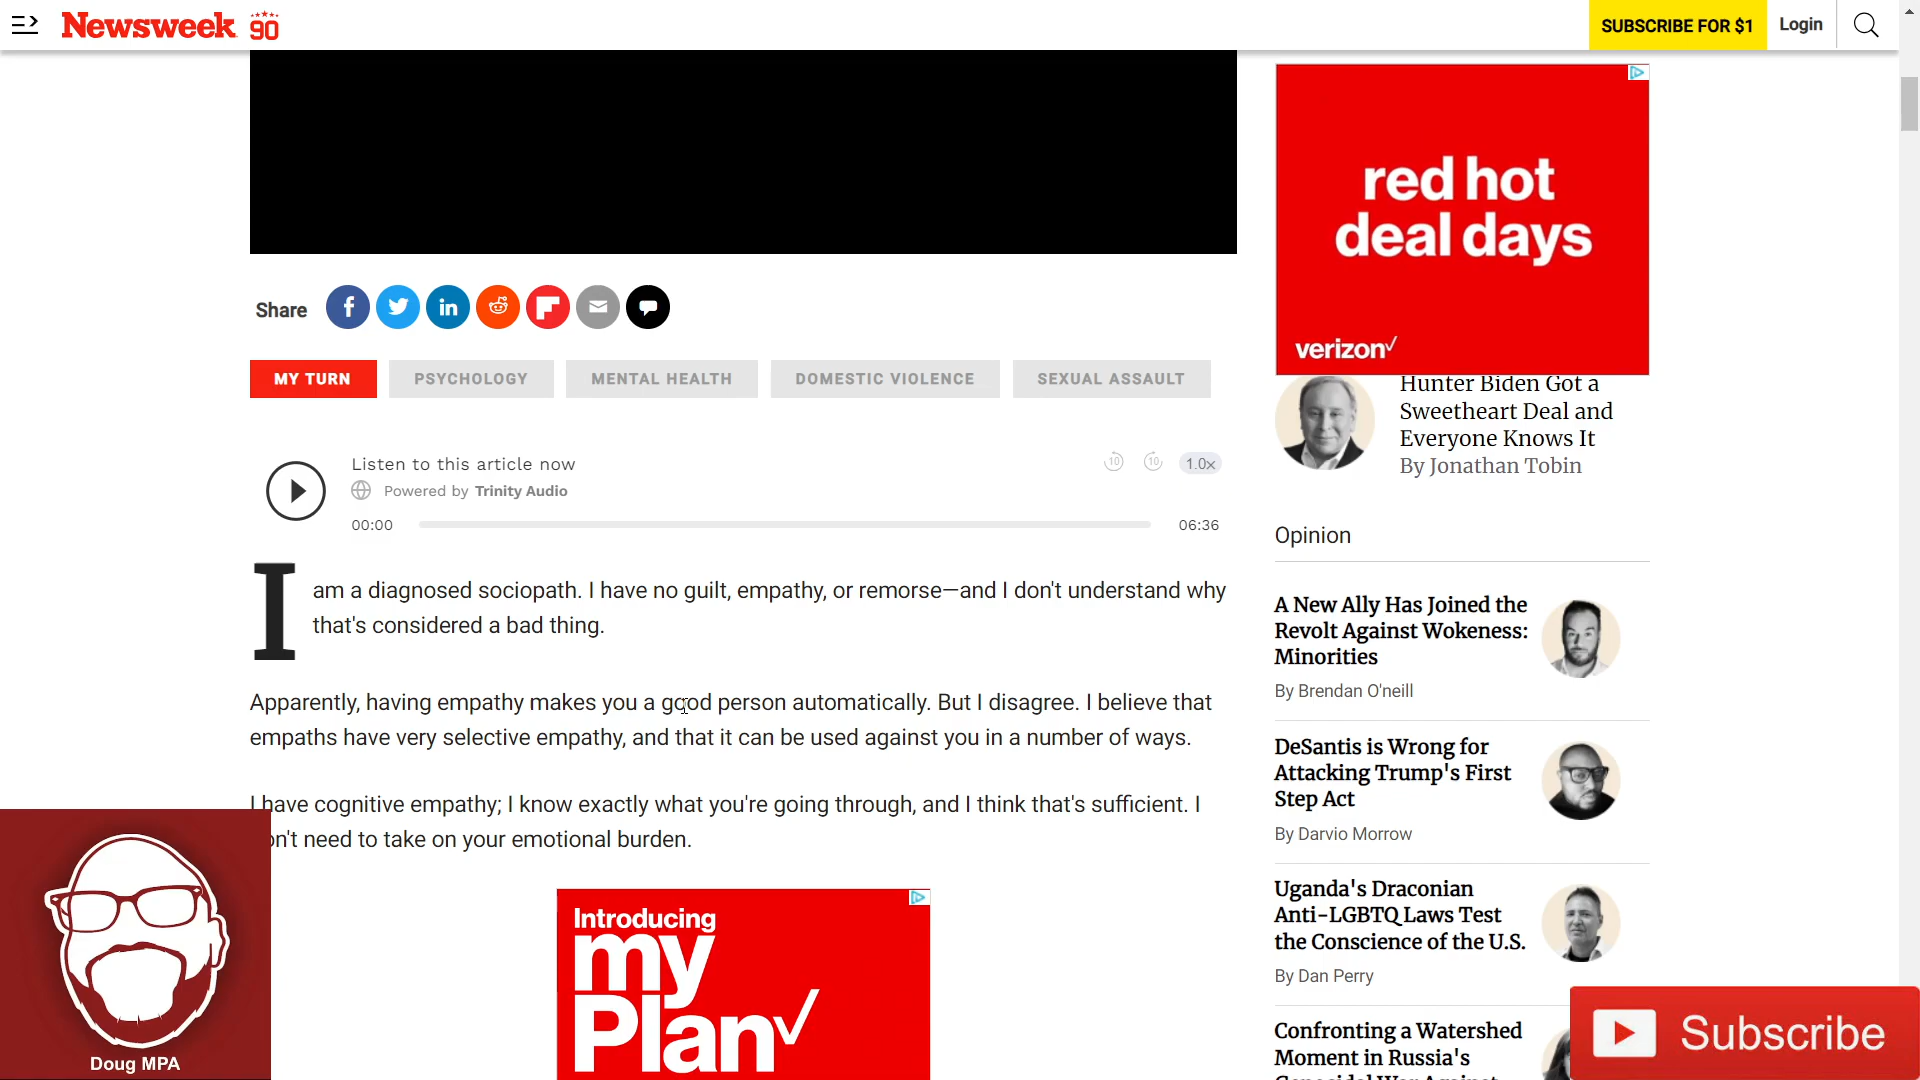 Newsweek 90
SUBSCRIBE FOR $1
Login
red hot
deal days
verizon✓
Share
MY TURN
PSYCHOLOGY
MENTAL HEALTH
DOMESTIC VIOLENCE
SEXUAL ASSAULT
Listen to this article now
Powered by Trinity Audio
10
10
1.0x
00:00
06:36
I am a diagnosed sociopath. I have no guilt, empathy, or remorse—and I don't understand why
that's considered a bad thing.
Apparently, having empathy makes you a good person automatically. But I disagree. I believe that
empaths have very selective empathy, and that it can be used against you in a number of ways.
I have cognitive empathy; I know exactly what you're going through, and I think that's sufficient. I
on't need to take on your emotional burden.
Introducing
my
Plan✓
Hunter Biden Got a
Sweetheart Deal and
Everyone Knows It
By Jonathan Tobin
Opinion
A New Ally Has Joined the
Revolt Against Wokeness:
Minorities
By Brendan O'neill
DeSantis is Wrong for
Attacking Trump's First
Step Act
By Darvio Morrow
Uganda's Draconian
Anti-LGBTQ Laws Test
the Conscience of the U.S.
By Dan Perry
Confronting a Watershed
Moment in Russia's
Doug MPA
Subscribe